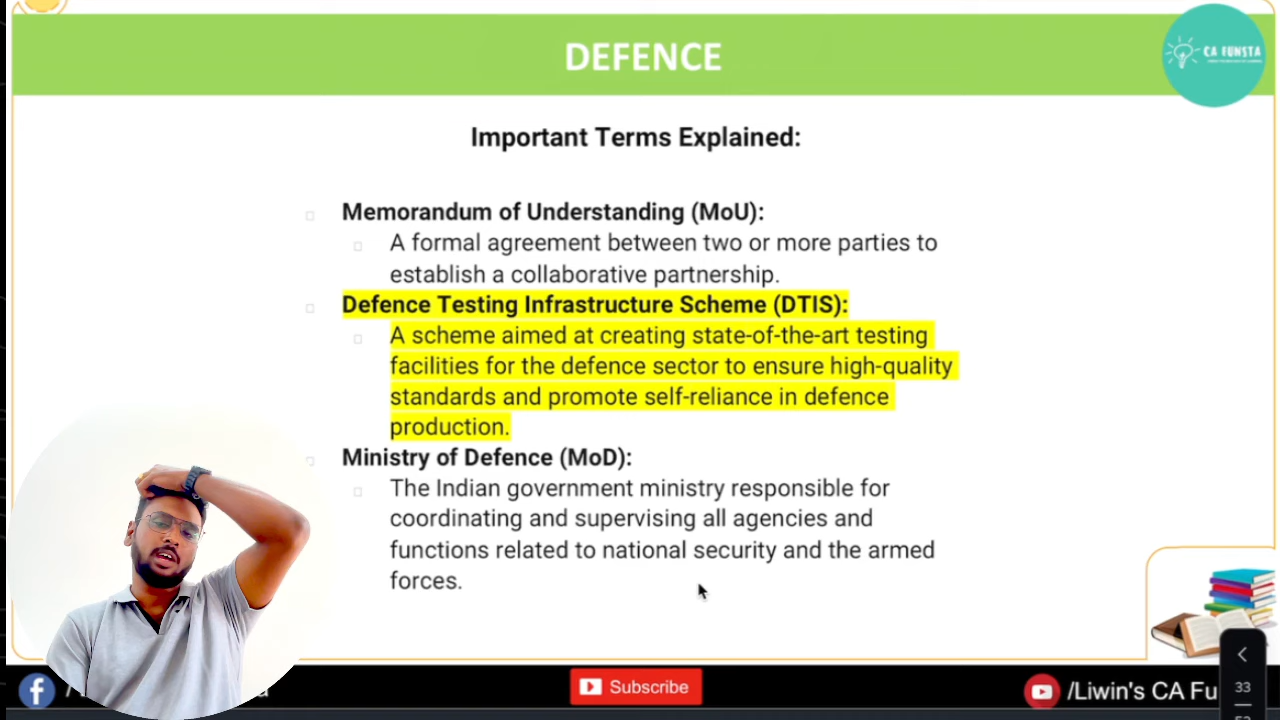 DEFENCE
CA FUNSTA
Important Terms Explained:
Memorandum of Understanding (MoU):
A formal agreement between two or more parties to
establish a collaborative partnership.
Defence Testing Infrastructure Scheme (DTIS):
A scheme aimed at creating state-of-the-art testing
facilities for the defence sector to ensure high-quality
standards and promote self-reliance in defence
production.
Ministry of Defence (MoD):
The Indian government ministry responsible for
coordinating and supervising all agencies and
functions related to national security and the armed
forces.
Subscribe
/Liwin's CA Fu
33